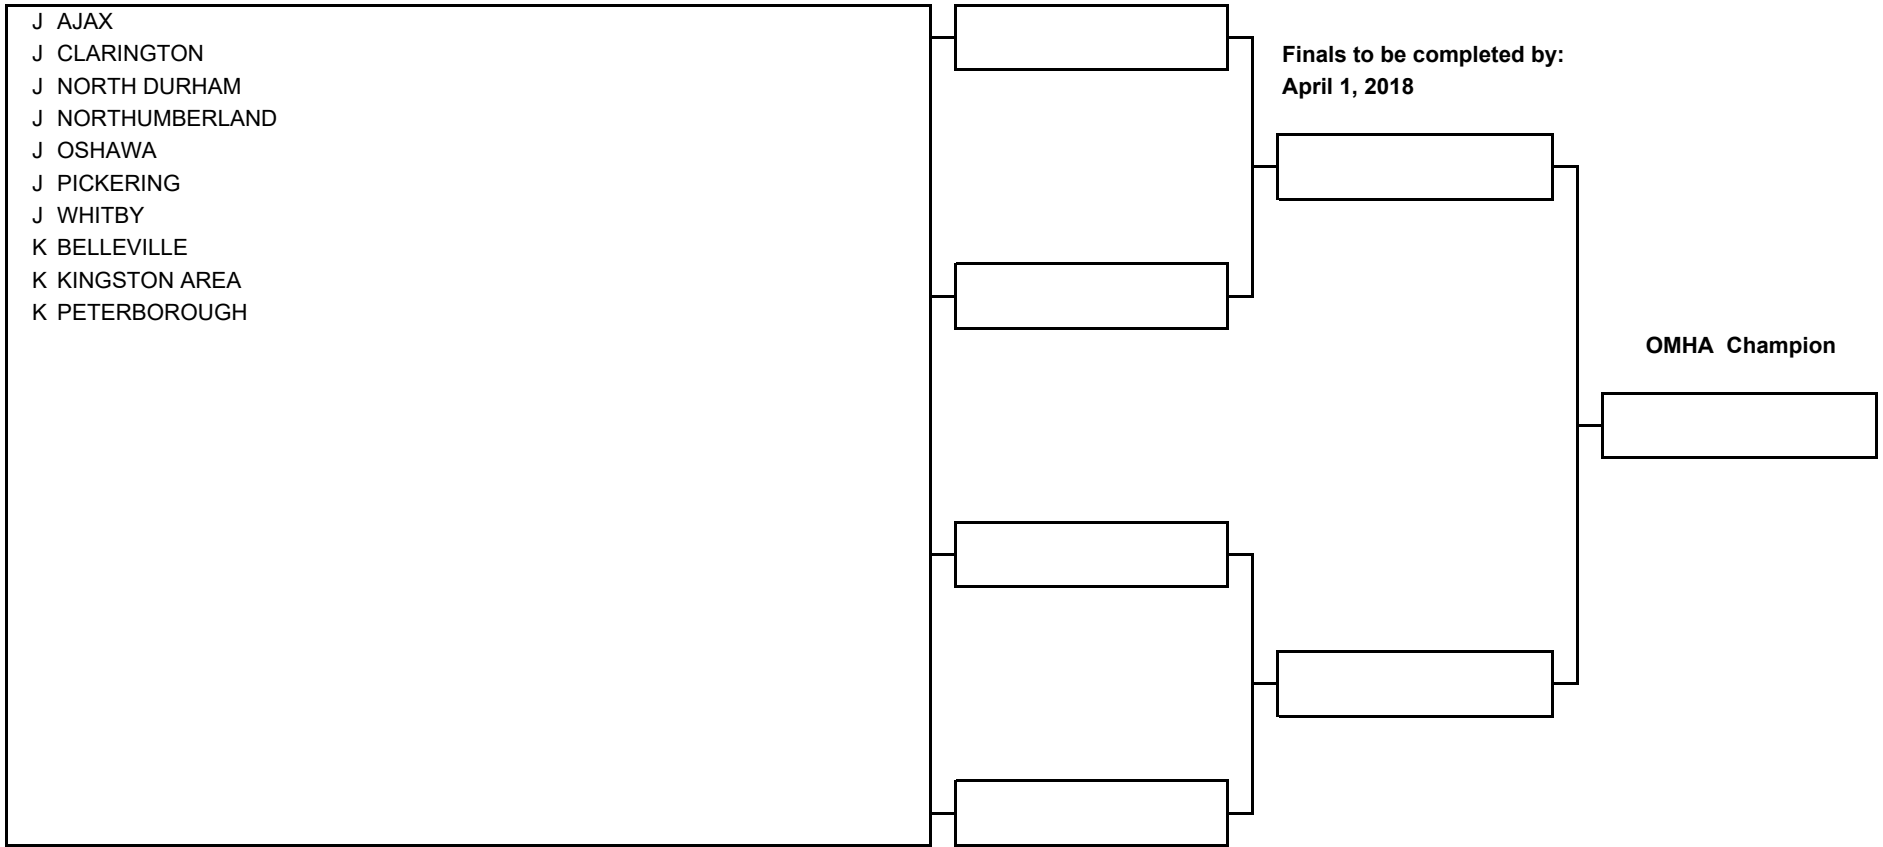 J AJAX
J CLARINGTON
J NORTH DURHAM
J NORTHUMBERLAND
J OSHAWA
J PICKERING
J WHITBY
K BELLEVILLE
K KINGSTON AREA
K PETERBOROUGH
Finals to be completed by:
April 1, 2018
OMHA Champion